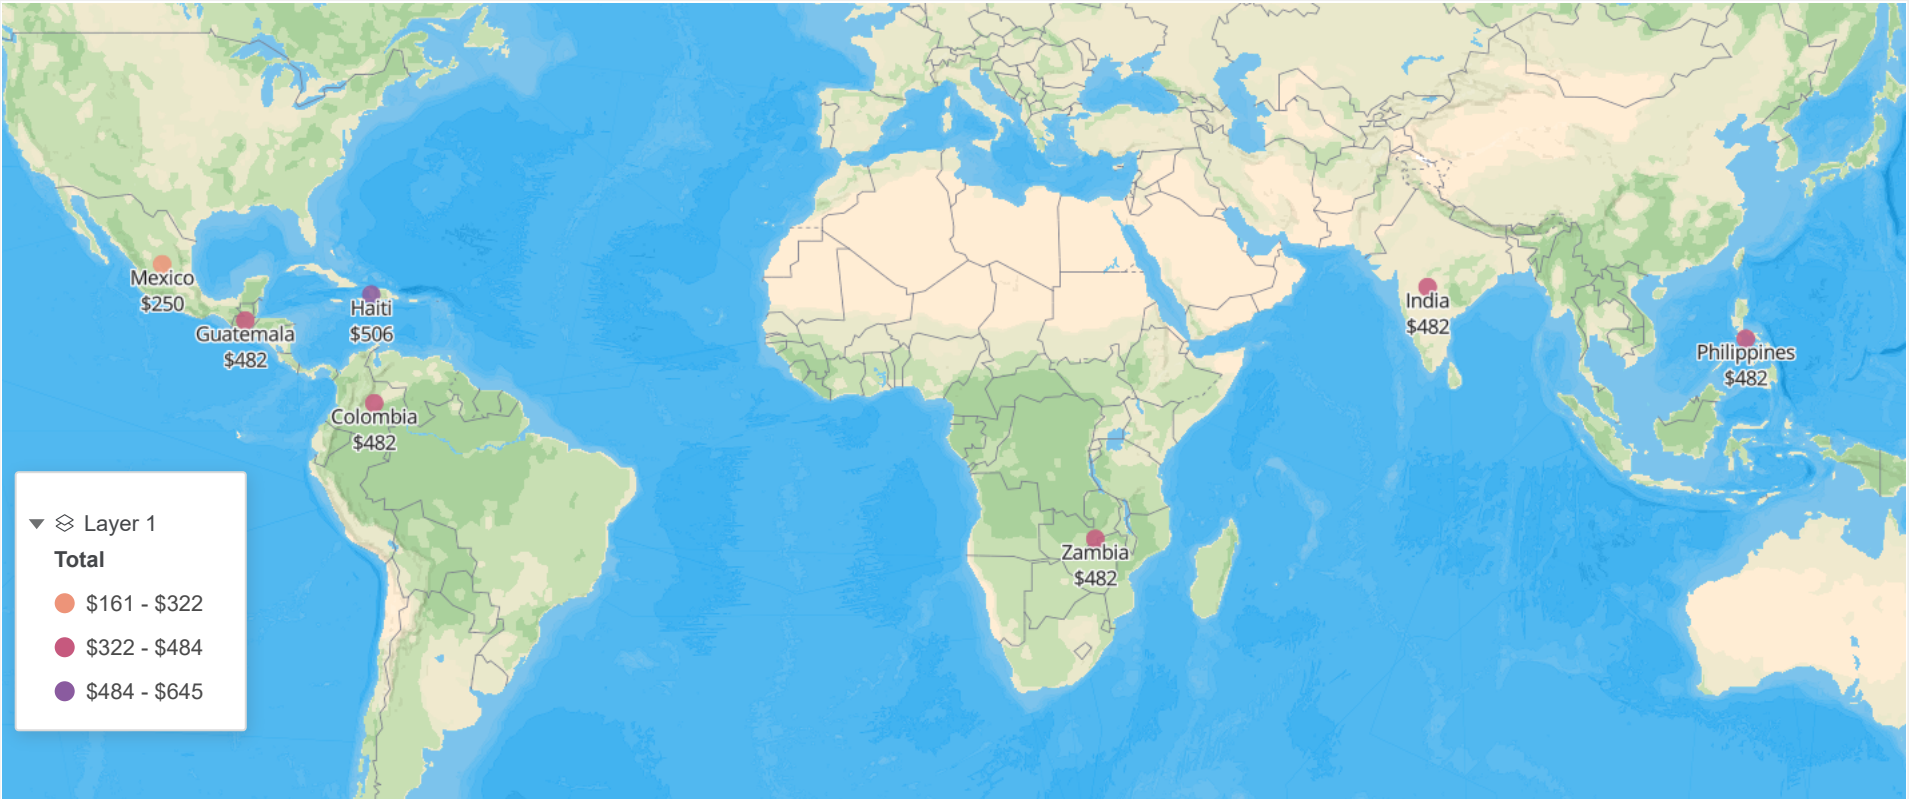 Mexico
$250
Guatemala
$482
Haiti
$506
Colombia
$482
India
$482
Philippines
$482
Zambia
$482
Layer 1
Total
$161 - $322
$322 - $484
$484 - $645